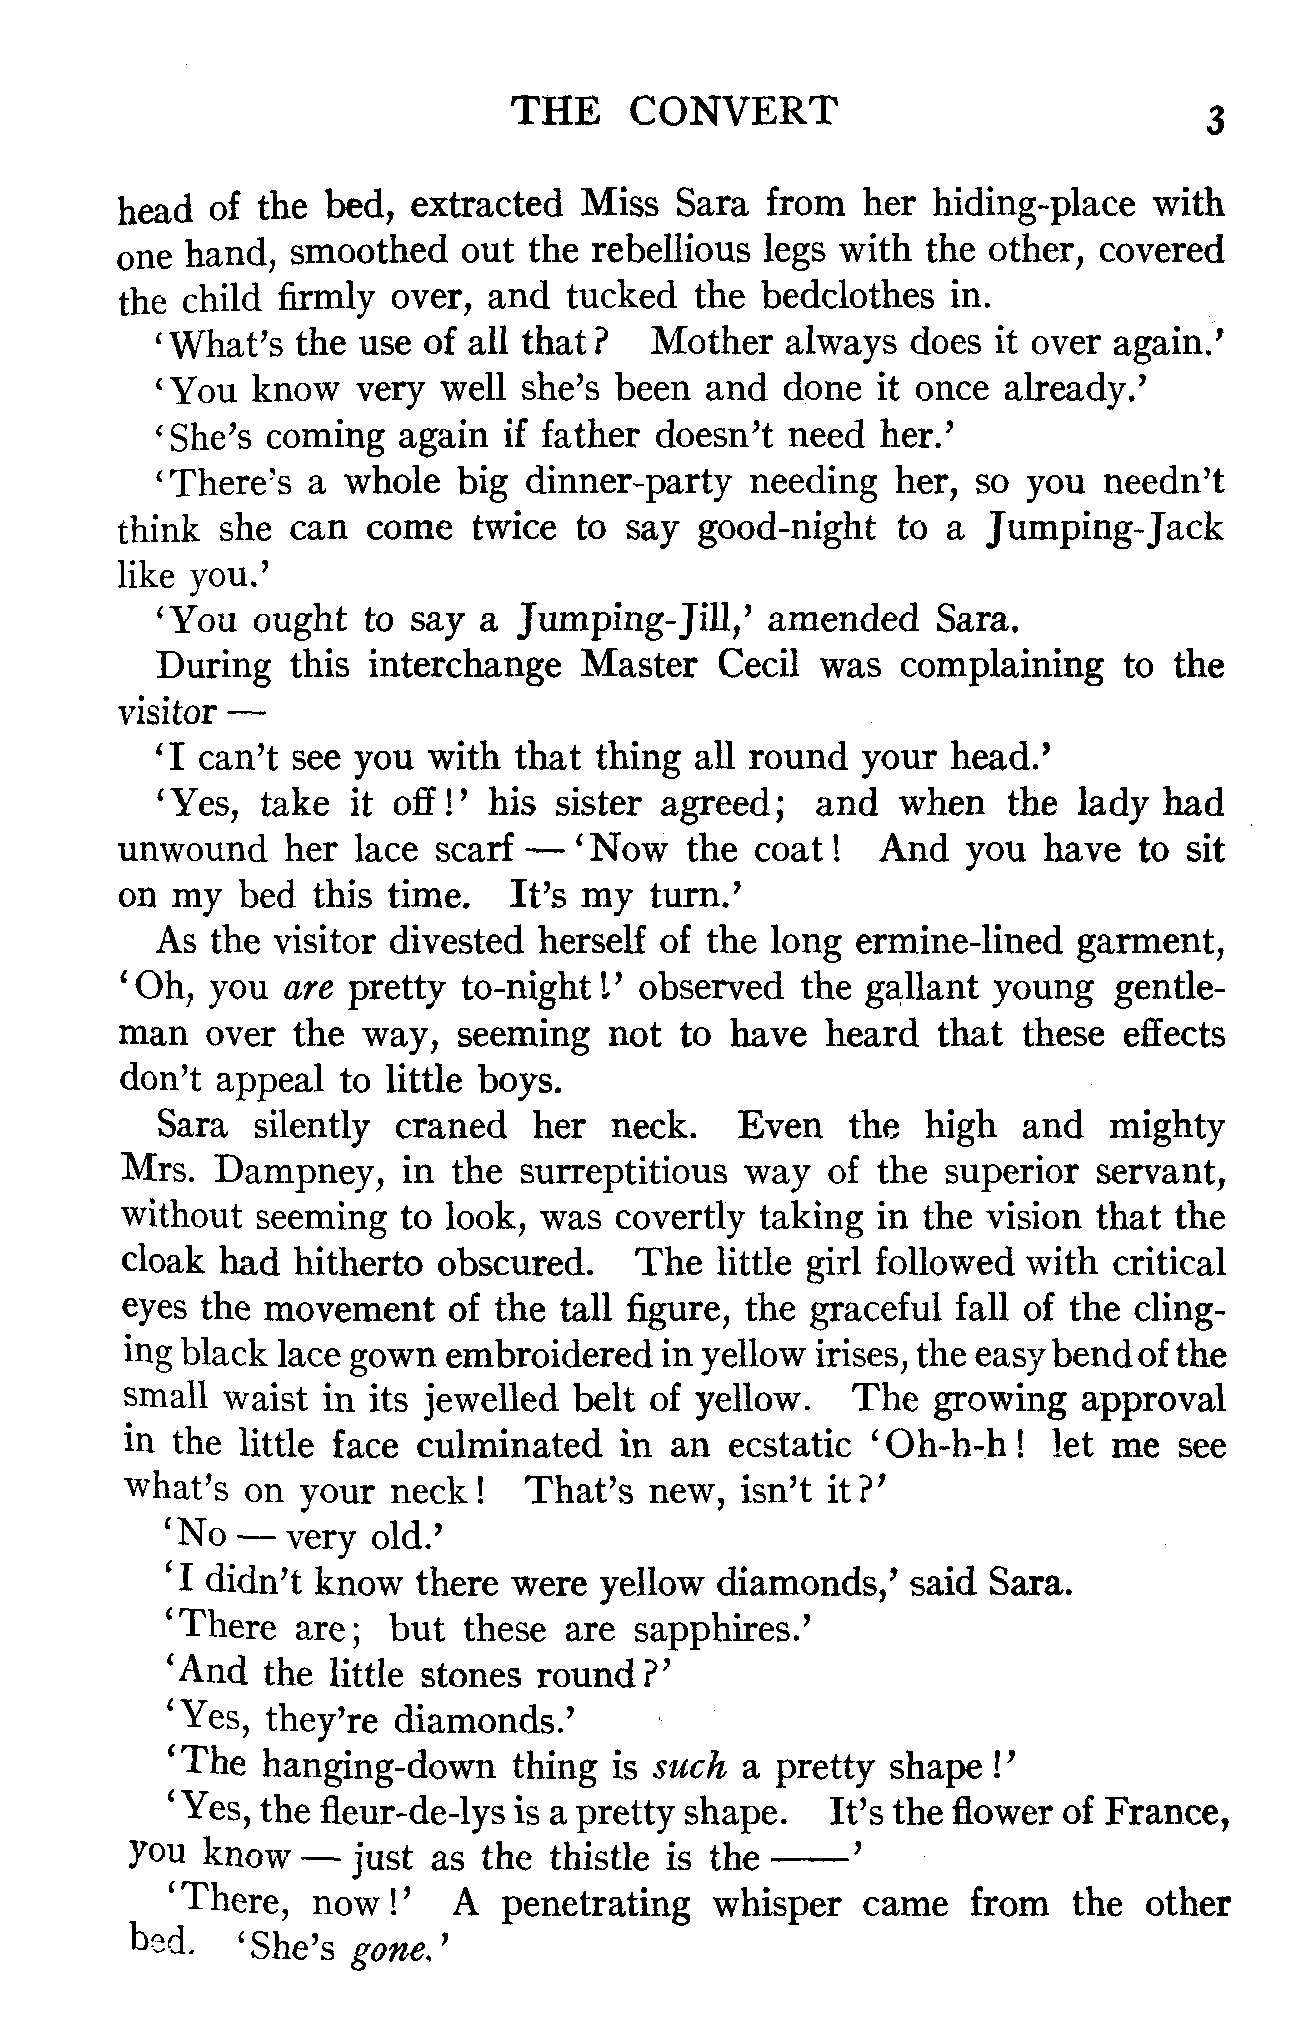 THE CONVERT 3
head of the bed, extracted Miss Sara from her hiding-place with
one hand, smoothed out the rebellious legs with the other, covered
the child firmly over, and tucked the bedclothes in.
'What's the use of all that? Mother always does it over again.'
'You know very well she's been and done it once already.'
'She's coming again if father doesn't need her.'
'There's a whole big dinner-party needing her, so you needn't
think she can come twice to say good-night to a Jumping-Jack
like you.'
'You ought to say a Jumping-Jill,' amended Sara.
During this interchange Master Cecil was complaining to the
visitor —
'I can't see you with that thing all round your head.'
'Yes, take it off!' his sister agreed; and when the lady had
unwound her lace scarf — 'Now the coat! And you have to sit
on my bed this time. It's my turn.'
As the visitor divested herself of the long ermine-lined garment,
'Oh, you are pretty to-night!' observed the gallant young gentle-
man over the way, seeming not to have heard that these effects
don't appeal to little boys.
Sara silently craned her neck. Even the high and mighty
Mrs. Dampney, in the surreptitious way of the superior servant,
without seeming to look, was covertly taking in the vision that the
cloak had hitherto obscured. The little girl followed with critical
eyes the movement of the tall figure, the graceful fall of the cling-
ing black lace gown embroidered in yellow irises, the easy bend of the
small waist in its jewelled belt of yellow. The growing approval
in the little face culminated in an ecstatic 'Oh-h-h! let me see
what's on your neck! That's new, isn't it?'
'No — very old.'
'I didn't know there were yellow diamonds,' said Sara.
'There are; but these are sapphires.'
'And the little stones round?'
'Yes, they're diamonds.'
'The hanging-down thing is such a pretty shape!'
'Yes, the fleur-de-lys is a pretty shape. It's the flower of France,
you know — just as the thistle is the ——'
'There, now!' A penetrating whisper came from the other
bed. 'She's gone.'